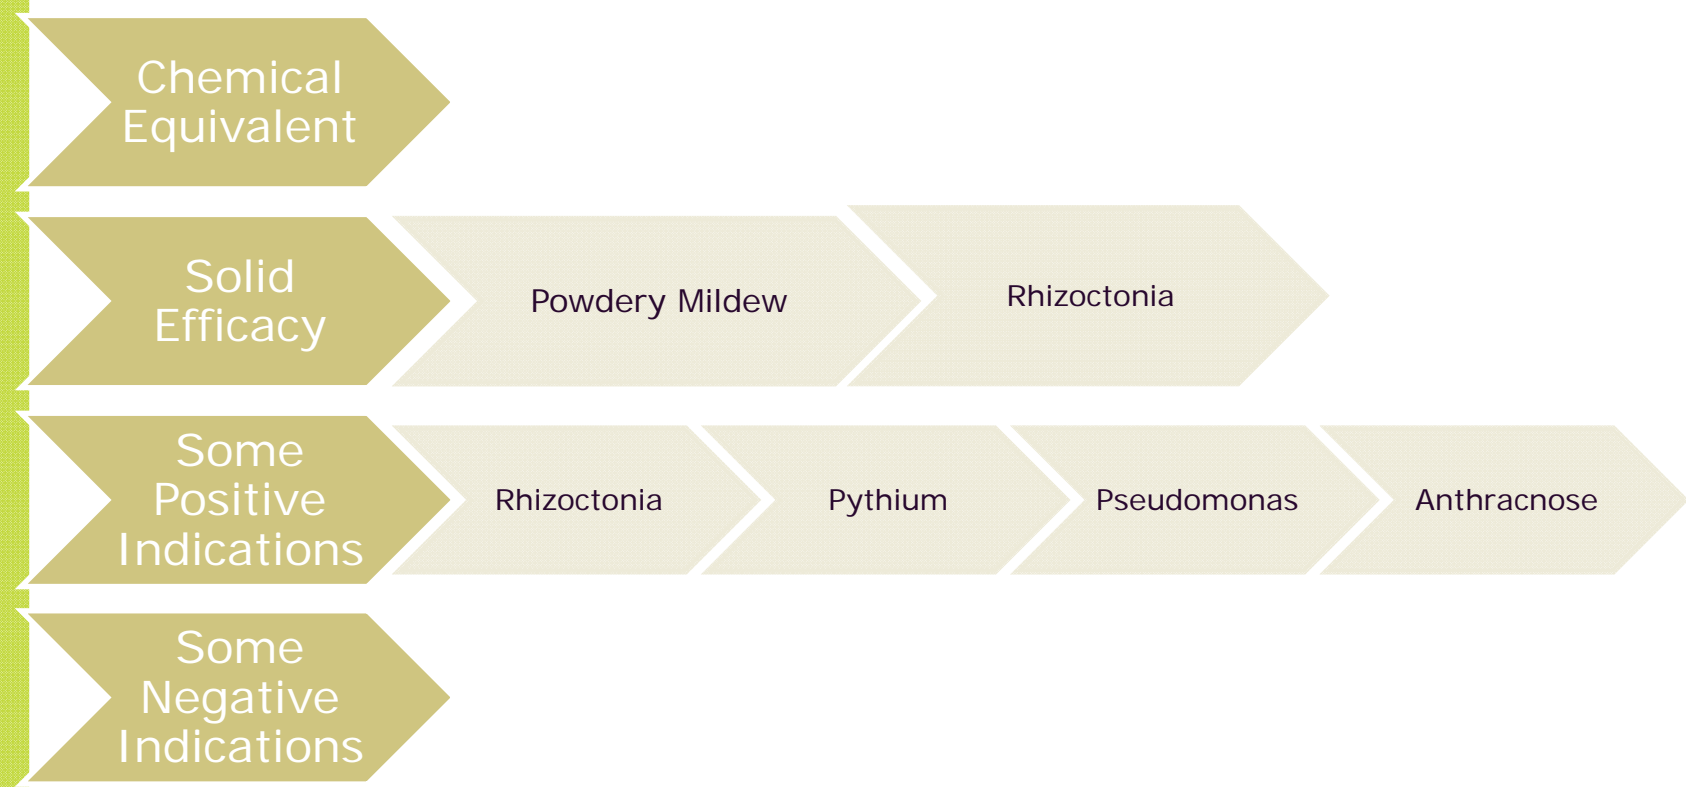 Chemical
Equivalent
Solid
Efficacy
Powdery Mildew
Rhizoctonia
Some
Positive
Indications
Rhizoctonia
Pythium
Pseudomonas
Anthracnose
Some
Negative
Indications